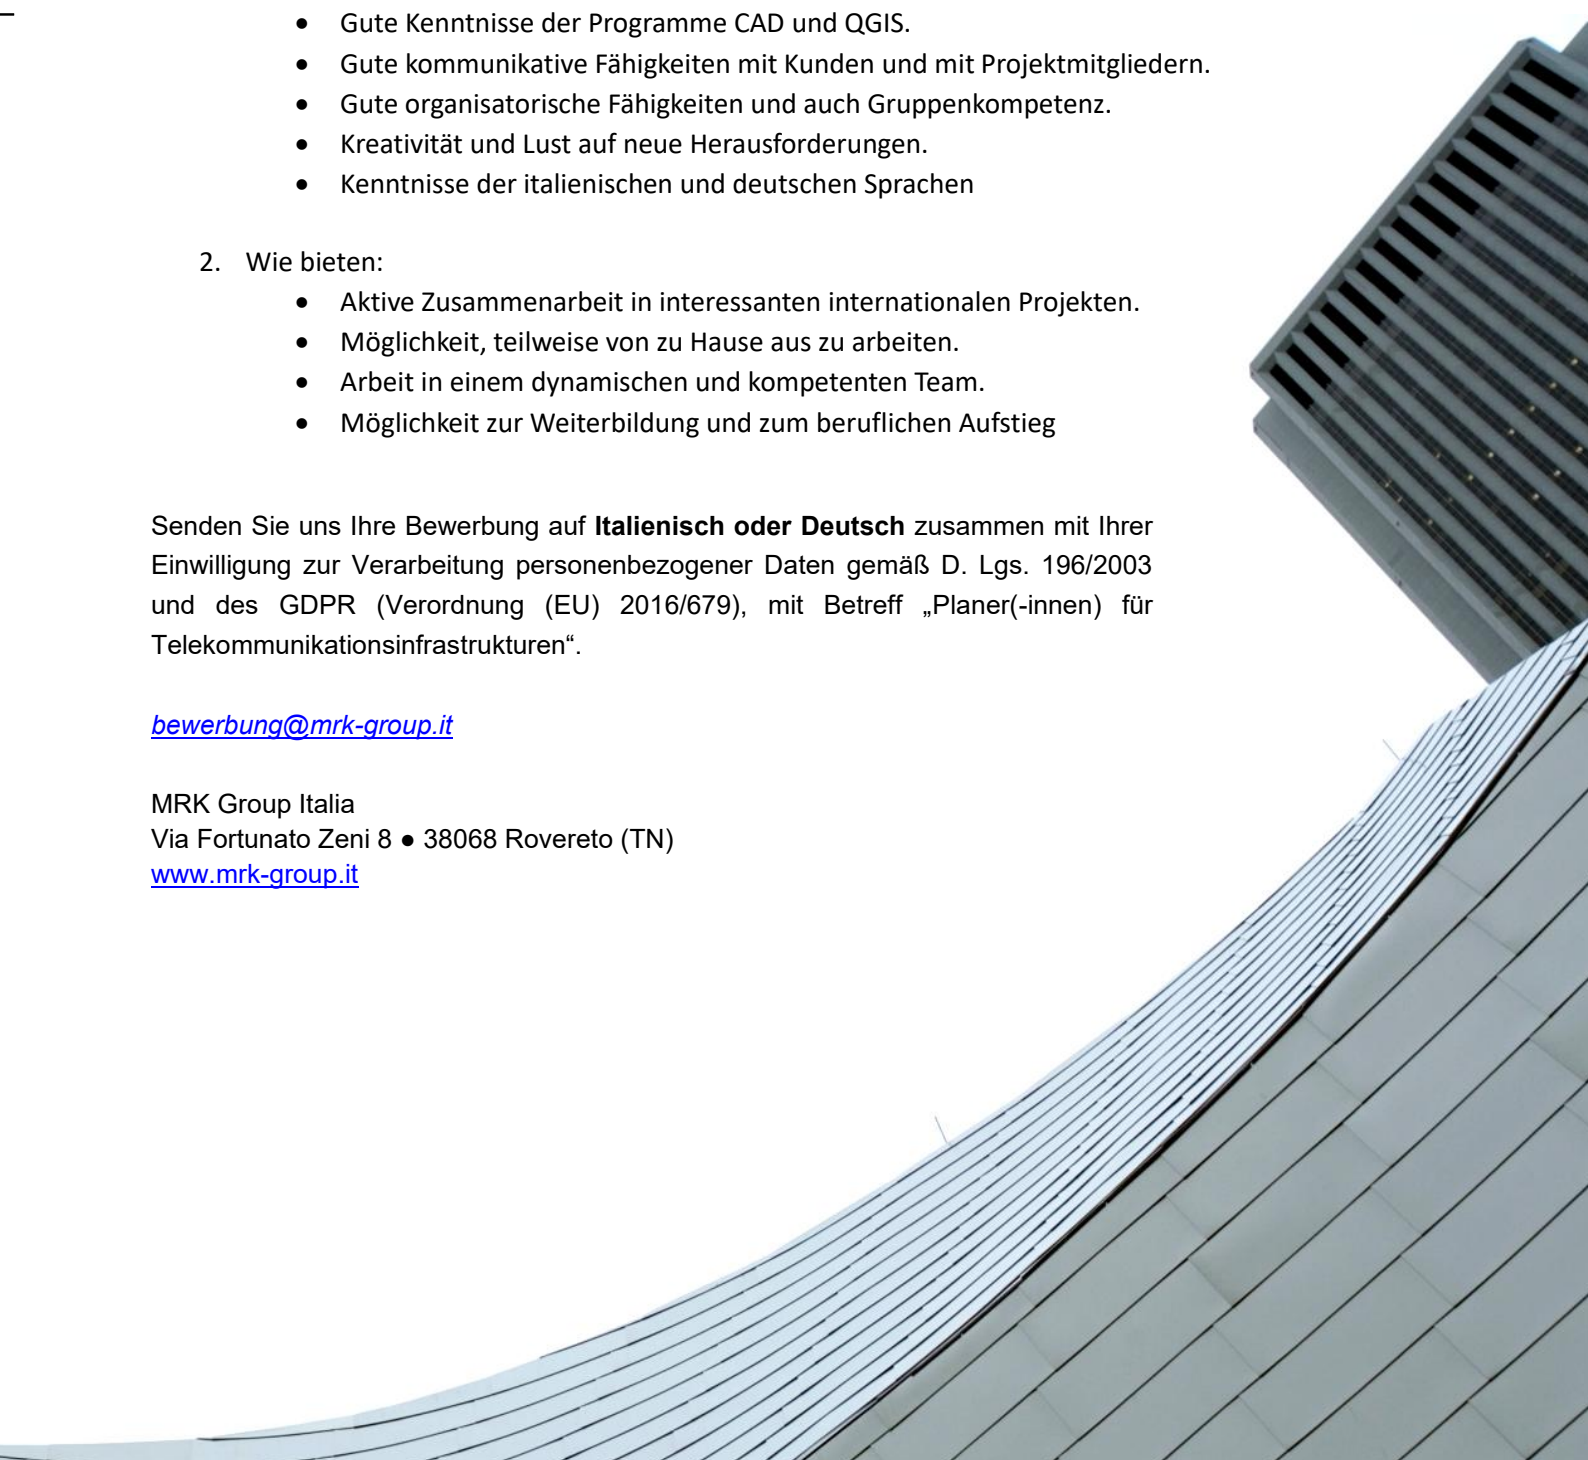 • Gute Kenntnisse der Programme CAD und QGIS.
• Gute kommunikative Fähigkeiten mit Kunden und mit Projektmitgliedern.
• Gute organisatorische Fähigkeiten und auch Gruppenkompetenz.
• Kreativität und Lust auf neue Herausforderungen.
• Kenntnisse der italienischen und deutschen Sprachen
2. Wie bieten:
• Aktive Zusammenarbeit in interessanten internationalen Projekten.
• Möglichkeit, teilweise von zu Hause aus zu arbeiten.
• Arbeit in einem dynamischen und kompetenten Team.
• Möglichkeit zur Weiterbildung und zum beruflichen Aufstieg
Senden Sie uns Ihre Bewerbung auf Italienisch oder Deutsch zusammen mit Ihrer
Einwilligung zur Verarbeitung personenbezogener Daten gemäß D. Lgs. 196/2003
und des GDPR (Verordnung (EU) 2016/679), mit Betreff „Planer(-innen) für
Telekommunikationsinfrastrukturen“.
bewerbung@mrk-group.it
MRK Group Italia
Via Fortunato Zeni 8 ● 38068 Rovereto (TN)
www.mrk-group.it